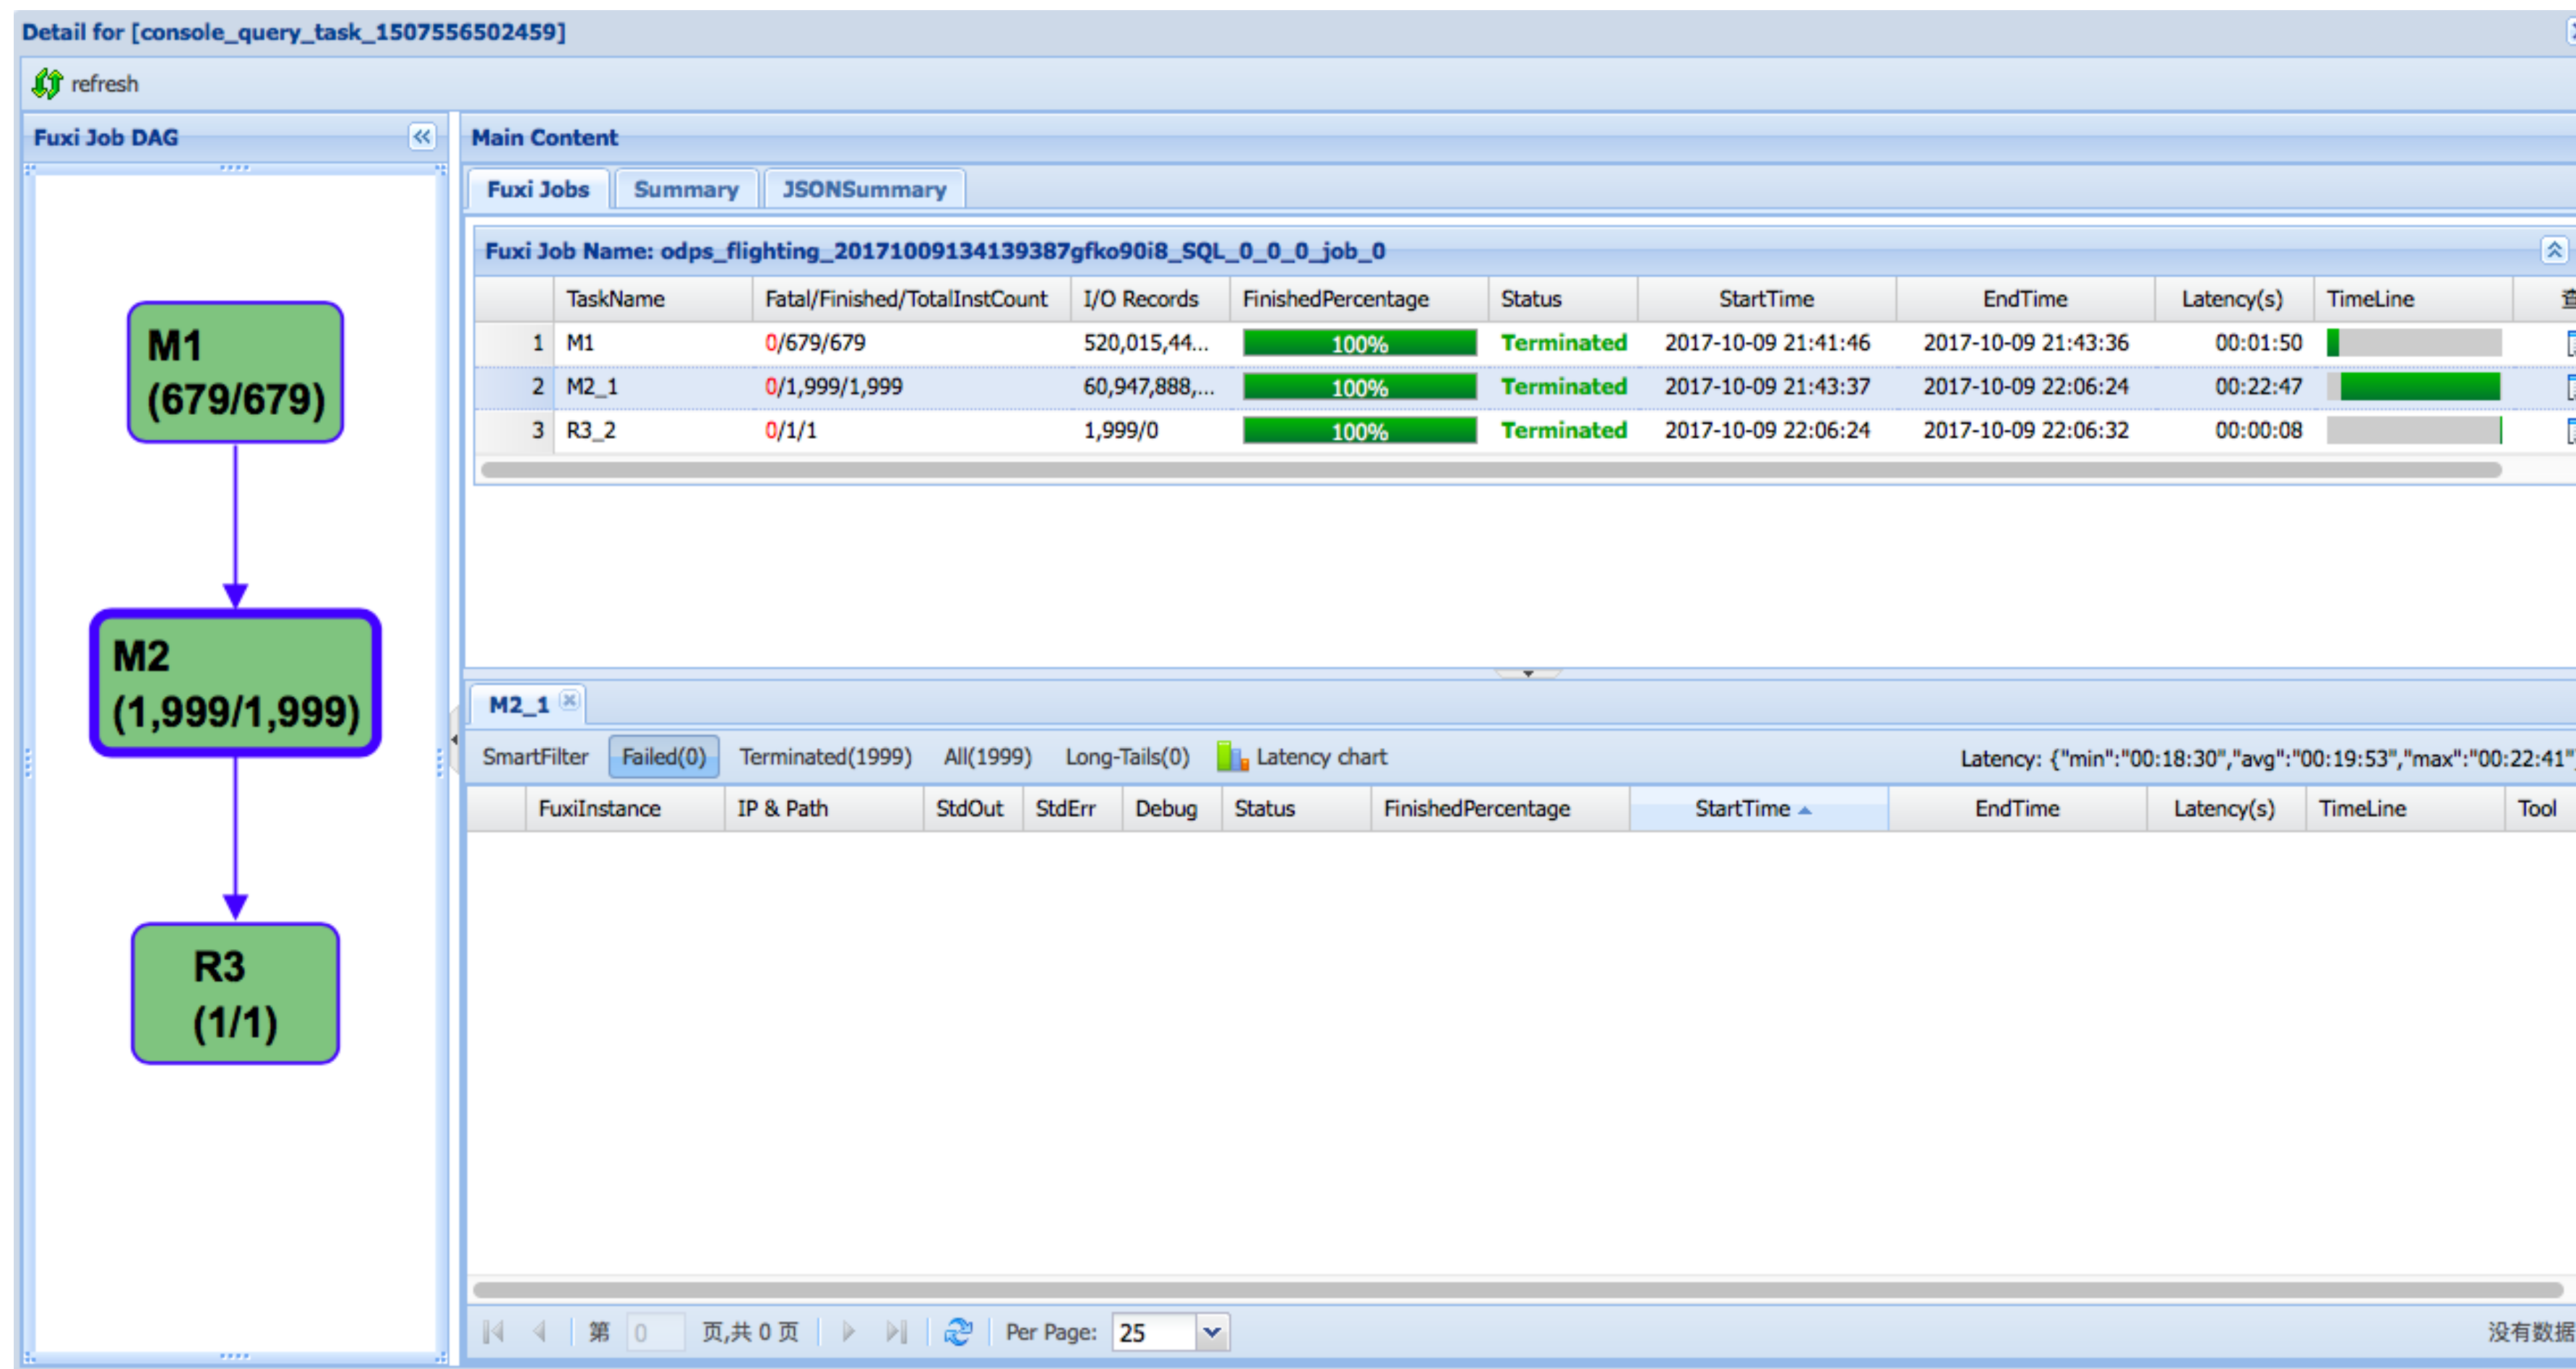 Detail for [console_query_task_1507556502459]
refresh
Fuxi Job DAG
Main Content
Fuxi Jobs Summary JSONSummary
Fuxi Job Name: odps_flighting_20171009134139387gfko90i8_SQL_0_0_0_job_0
TaskName Fatal/Finished/TotalInstCount I/O Records FinishedPercentage Status StartTime EndTime Latency(s) TimeLine
1 M1 0/679/679 520,015,44... 100% Terminated 2017-10-09 21:41:46 2017-10-09 21:43:36 00:01:50
2 M2_1 0/1,999/1,999 60,947,888,... 100% Terminated 2017-10-09 21:43:37 2017-10-09 22:06:24 00:22:47
3 R3_2 0/1/1 1,999/0 100% Terminated 2017-10-09 22:06:24 2017-10-09 22:06:32 00:00:08
M1
(679/679)
M2
(1,999/1,999)
R3
(1/1)
M2_1
SmartFilter Failed(0) Terminated(1999) All(1999) Long-Tails(0) Latency chart Latency: {"min":"00:18:30","avg":"00:19:53","max":"00:22:41"}
FuxiInstance IP & Path StdOut StdErr Debug Status FinishedPercentage StartTime EndTime Latency(s) TimeLine Tool
第 0 页,共 0 页 Per Page: 25 没有数据